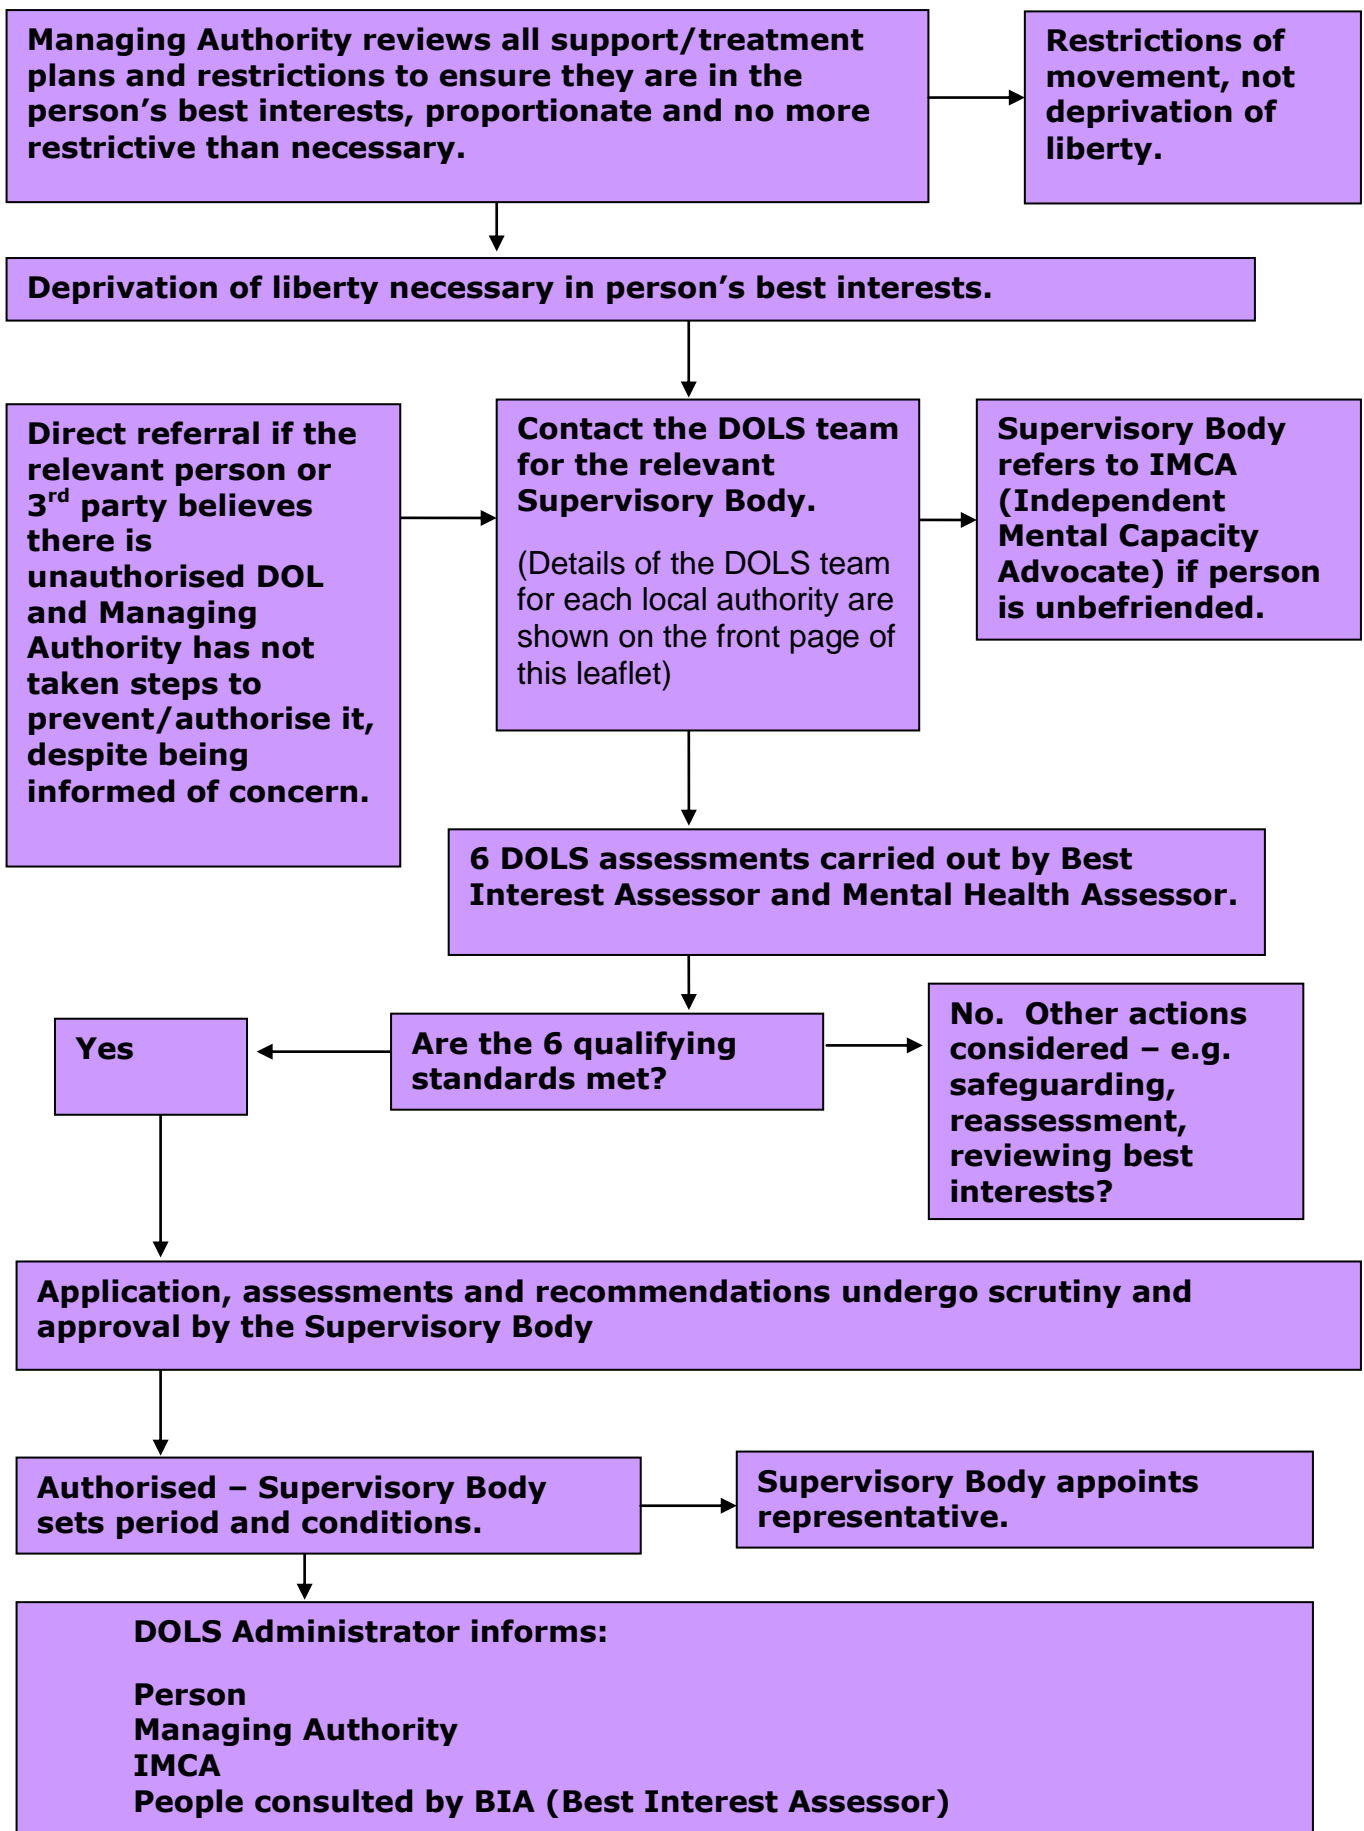 Managing Authority reviews all support/treatment
plans and restrictions to ensure they are in the
person’s best interests, proportionate and no more
restrictive than necessary.
Restrictions of
movement, not
deprivation of
liberty.
Deprivation of liberty necessary in person’s best interests.
Direct referral if the
relevant person or
3rd party believes
there is
unauthorised DOL
and Managing
Authority has not
taken steps to
prevent/authorise it,
despite being
informed of concern.
Contact the DOLS team
for the relevant
Supervisory Body.
(Details of the DOLS team
for each local authority are
shown on the front page of
this leaflet)
Supervisory Body
refers to IMCA
(Independent
Mental Capacity
Advocate) if person
is unbefriended.
6 DOLS assessments carried out by Best
Interest Assessor and Mental Health Assessor.
Yes
Are the 6 qualifying
standards met?
No.  Other actions
considered – e.g.
safeguarding,
reassessment,
reviewing best
interests?
Application, assessments and recommendations undergo scrutiny and
approval by the Supervisory Body
Authorised – Supervisory Body
sets period and conditions.
Supervisory Body appoints
representative.
DOLS Administrator informs:
Person
Managing Authority
IMCA
People consulted by BIA (Best Interest Assessor)